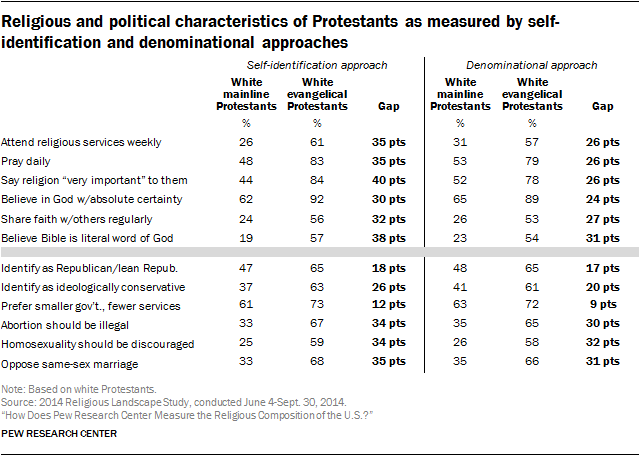 Religious and political characteristics of Protestants as measured by self-
identification and denominational approaches
Self-identification approach Denominational approach
White mainline Protestants White evangelical Protestants Gap White mainline Protestants White evangelical Protestants Gap
% % % %
Attend religious services weekly 26 61 35 pts 31 57 26 pts
Pray daily 48 83 35 pts 53 79 26 pts
Say religion “very important” to them 44 84 40 pts 52 78 26 pts
Believe in God w/absolute certainty 62 92 30 pts 65 89 24 pts
Share faith w/others regularly 24 56 32 pts 26 53 27 pts
Believe Bible is literal word of God 19 57 38 pts 23 54 31 pts
Identify as Republican/lean Repub. 47 65 18 pts 48 65 17 pts
Identify as ideologically conservative 37 63 26 pts 41 61 20 pts
Prefer smaller gov’t., fewer services 61 73 12 pts 63 72 9 pts
Abortion should be illegal 33 67 34 pts 35 65 30 pts
Homosexuality should be discouraged 25 59 34 pts 26 58 32 pts
Oppose same-sex marriage 33 68 35 pts 35 66 31 pts
Note: Based on white Protestants.
Source: 2014 Religious Landscape Study, conducted June 4-Sept. 30, 2014.
“How Does Pew Research Center Measure the Religious Composition of the U.S.?”
PEW RESEARCH CENTER